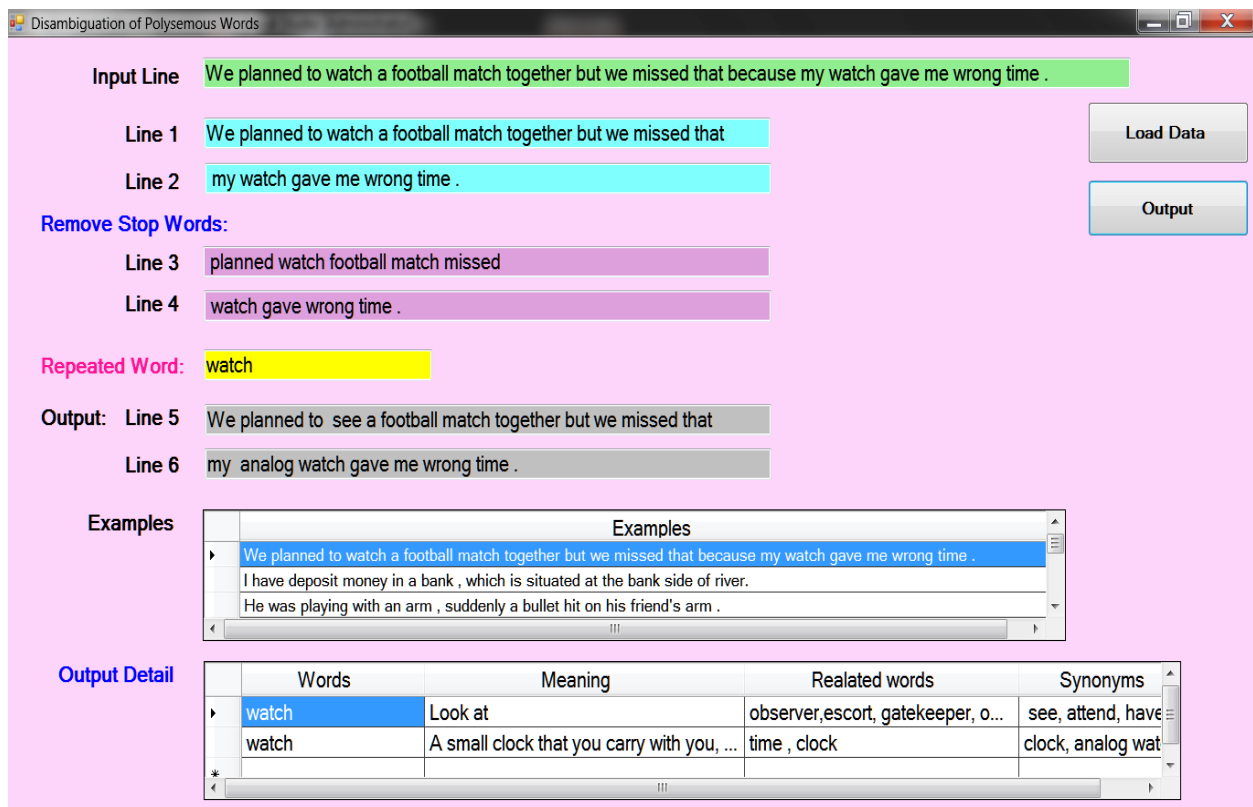 Disambiguation of Polysemous Words
Input Line We planned to watch a football match together but we missed that because my watch gave me wrong time .
Load Data
Line 1 We planned to watch a football match together but we missed that
Line 2 my watch gave me wrong time .
Output
Remove Stop Words:
Line 3 planned watch football match missed
Line 4 watch gave wrong time .
Repeated Word: watch
Output: Line 5 We planned to see a football match together but we missed that
Line 6 my analog watch gave me wrong time .
Examples
Examples
We planned to watch a football match together but we missed that because my watch gave me wrong time .
I have deposit money in a bank , which is situated at the bank side of river.
He was playing with an arm , suddenly a bullet hit on his friend's arm .
Output Detail
Words Meaning Realated words Synonyms
watch Look at observer,escort, gatekeeper, o... see, attend, have
watch A small clock that you carry with you, ... time , clock clock, analog wat